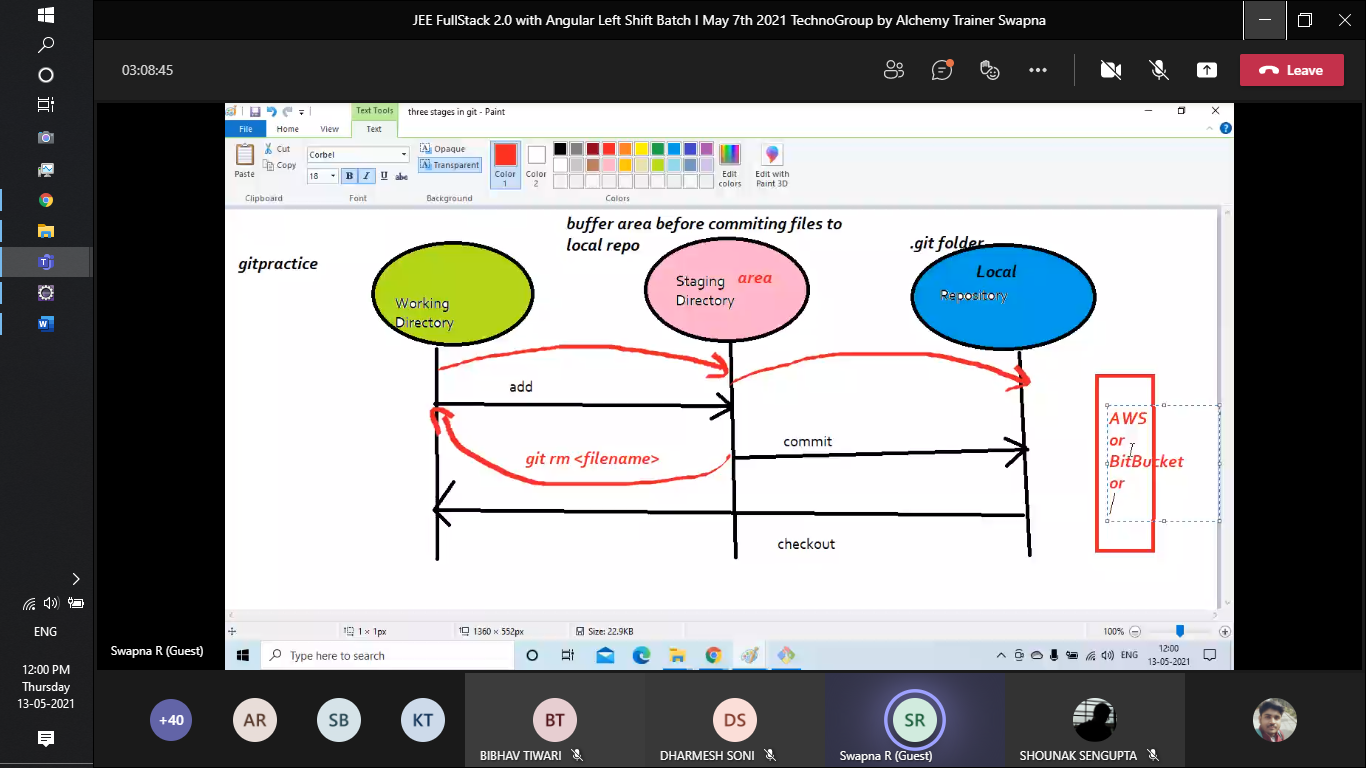 JEE FullStack 2.0 with Angular Left Shift Batch I May 7th 2021 TechnoGroup by Alchemy Trainer Swapna
03:08:45
Leave
Text Tools
three stages in git - Paint
File
Home
View
Text
Paste
Cut
Copy
Clipboard
Corbel
18
B I U abc
Font
Opaque
Transparent
Background
Color 1
Color 2
Colors
Edit colors
Edit with Paint 3D
buffer area before commiting files to
local repo
.git folder
gitpractice
Working
Directory
Staging area
Directory
Local
Repository
add
commit
git rm <filename>
checkout
AWS
or
BitBucket
or
1 × 1px
1360 × 552px
Size: 22.9KB
100%
Type here to search
ENG
12:00
13-05-2021
Swapna R (Guest)
ENG
12:00 PM
Thursday
13-05-2021
+40
AR
SB
KT
BT
BIBHAV TIWARI
DS
DHARMESH SONI
SR
Swapna R (Guest)
SHOUNAK SENGUPTA